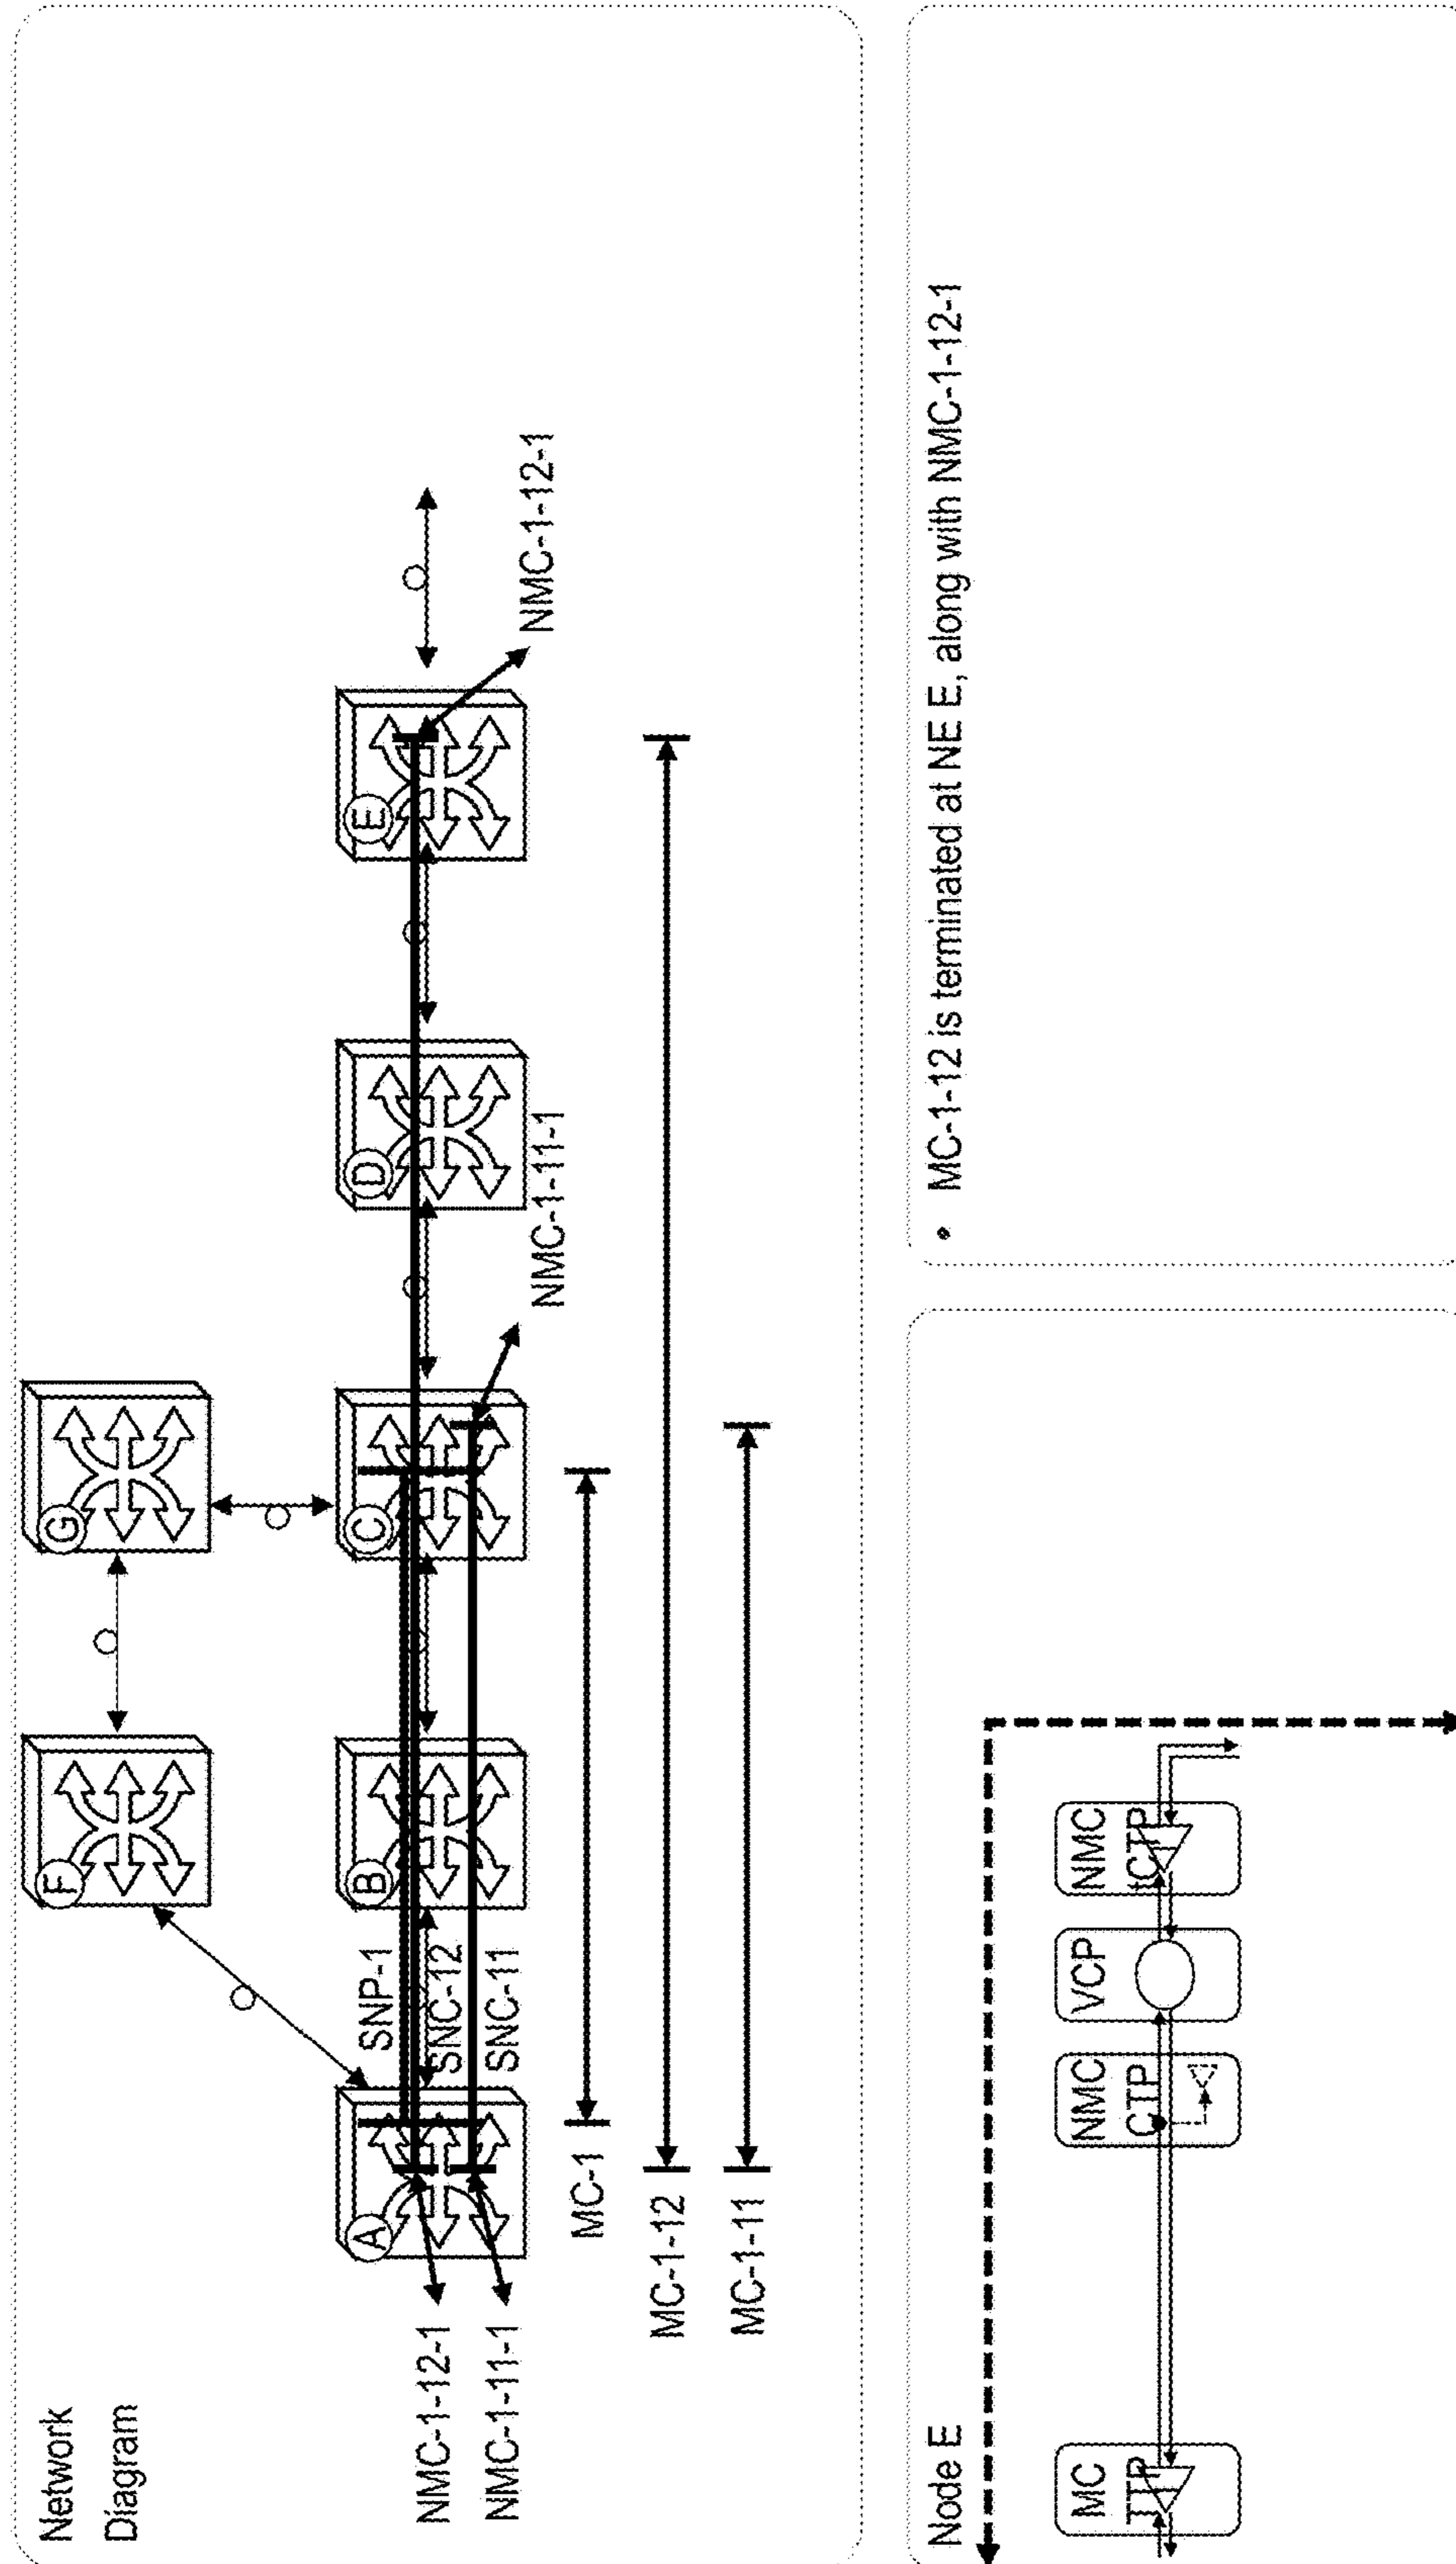 Network
Diagram
F
G
A
B
C
D
E
SNP-1
SNC-12
SNC-11
NMC-1-12-1
NMC-1-11-1
NMC-1-11-1
NMC-1-12-1
MC-1
MC-1-12
MC-1-11
Node E
MC
TTP
NMC
CTP
VCP
NMC
tCTP
• MC-1-12 is terminated at NE E, along with NMC-1-12-1